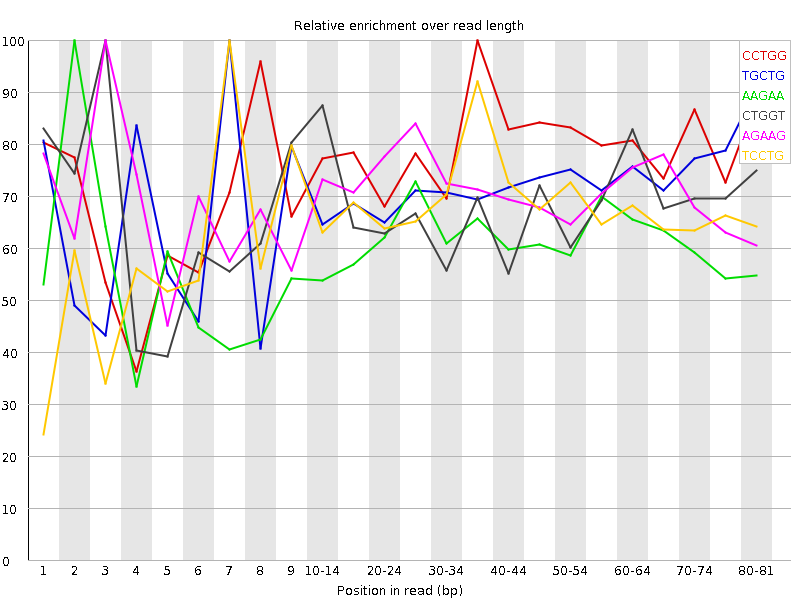 Relative enrichment over read length
100
90
80
70
60
50
40
30
20
10
0
CCTGG
TGCTG
AAGAA
CTGGT
AGAAG
TCCTG
1 2 3 4 5 6 7 8 9 10-14 20-24 30-34 40-44 50-54 60-64 70-74 80-81
Position in read (bp)